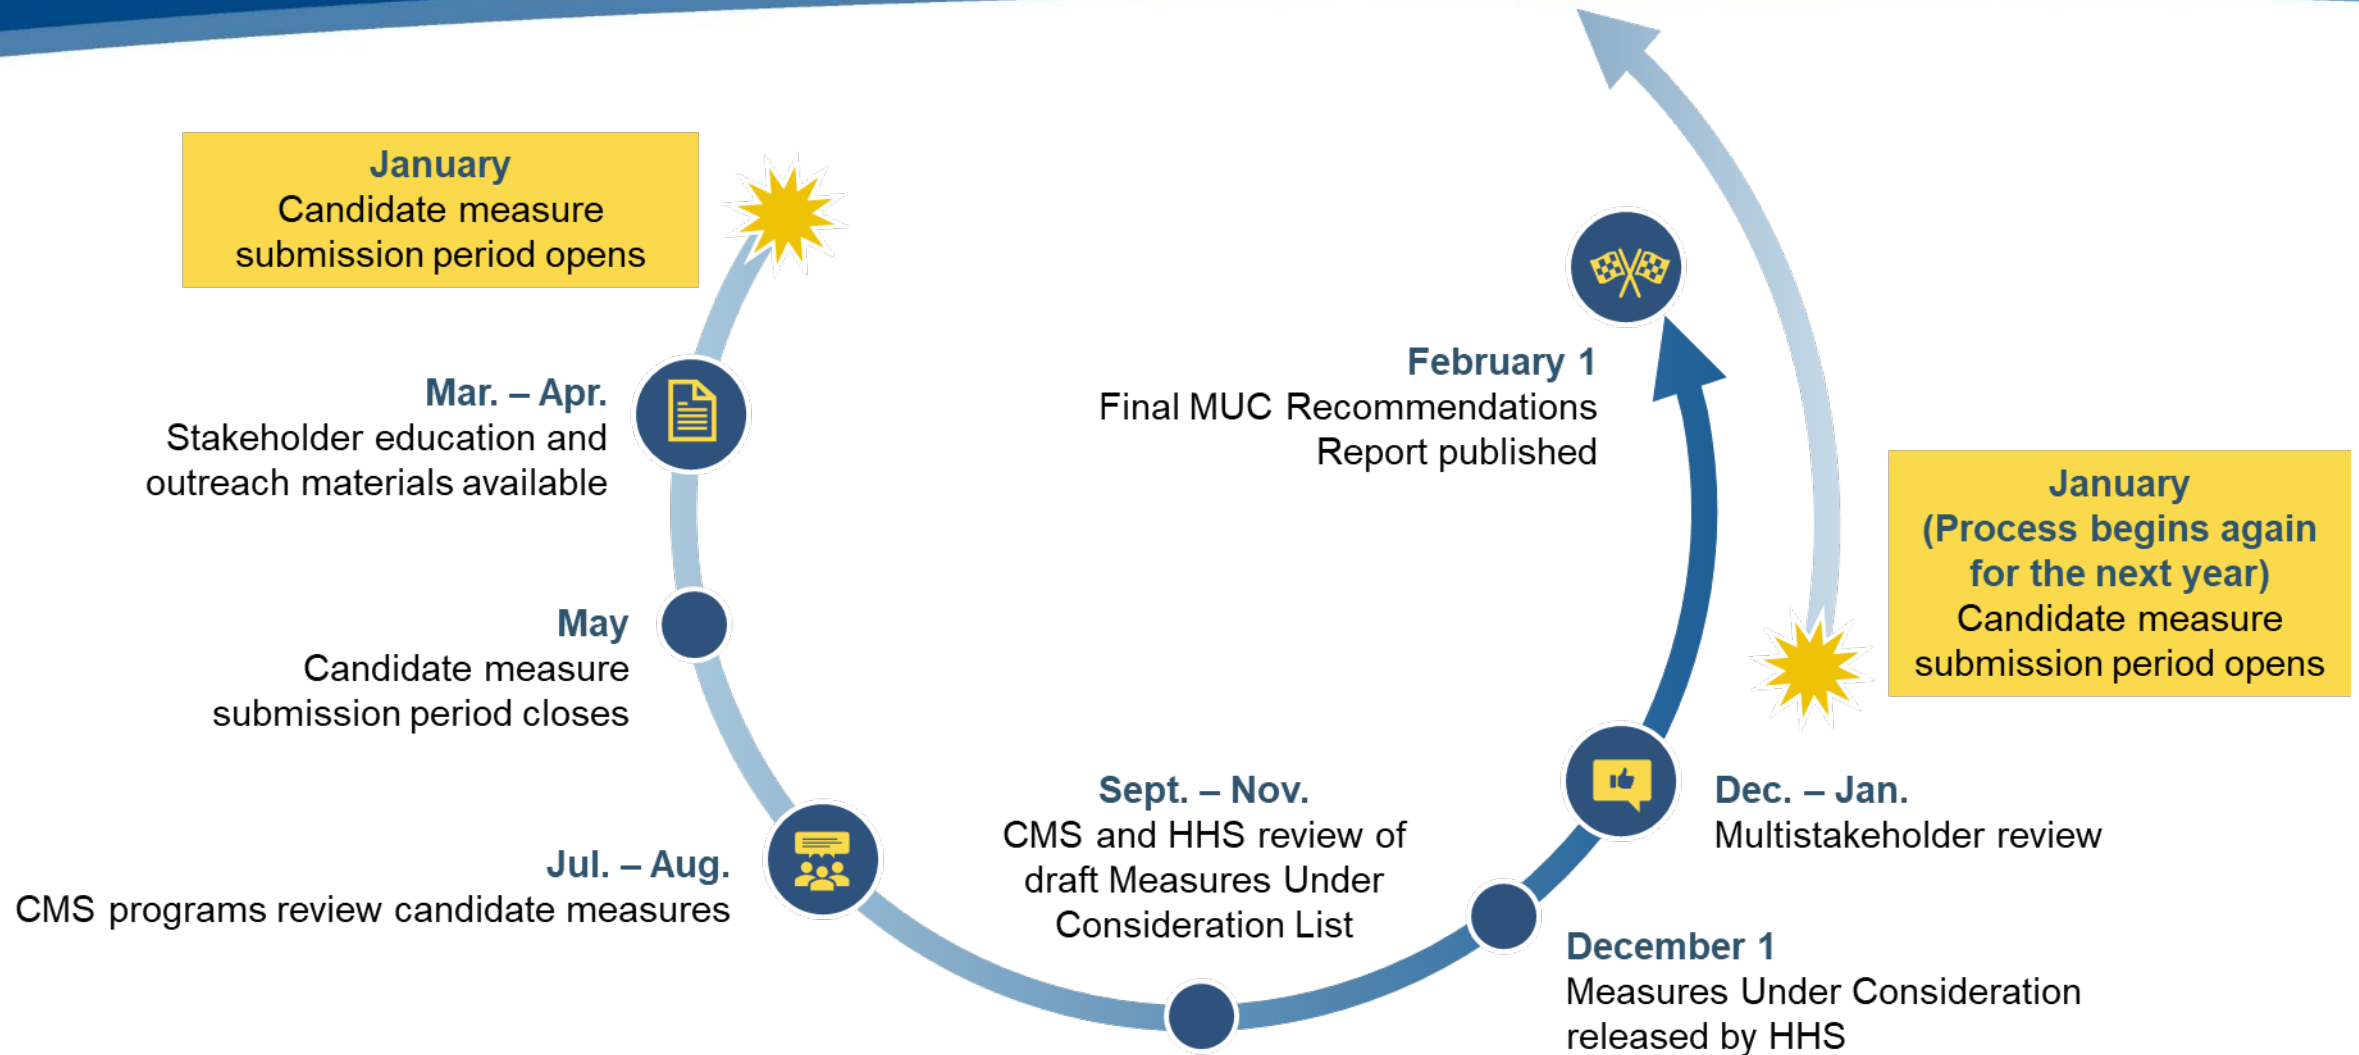 January
Candidate measure
submission period opens
Mar. – Apr.
Stakeholder education and
outreach materials available
May
Candidate measure
submission period closes
Jul. – Aug.
CMS programs review candidate measures
Sept. – Nov.
CMS and HHS review of
draft Measures Under
Consideration List
December 1
Measures Under Consideration
released by HHS
Dec. – Jan.
Multistakeholder review
February 1
Final MUC Recommendations
Report published
January
(Process begins again
for the next year)
Candidate measure
submission period opens